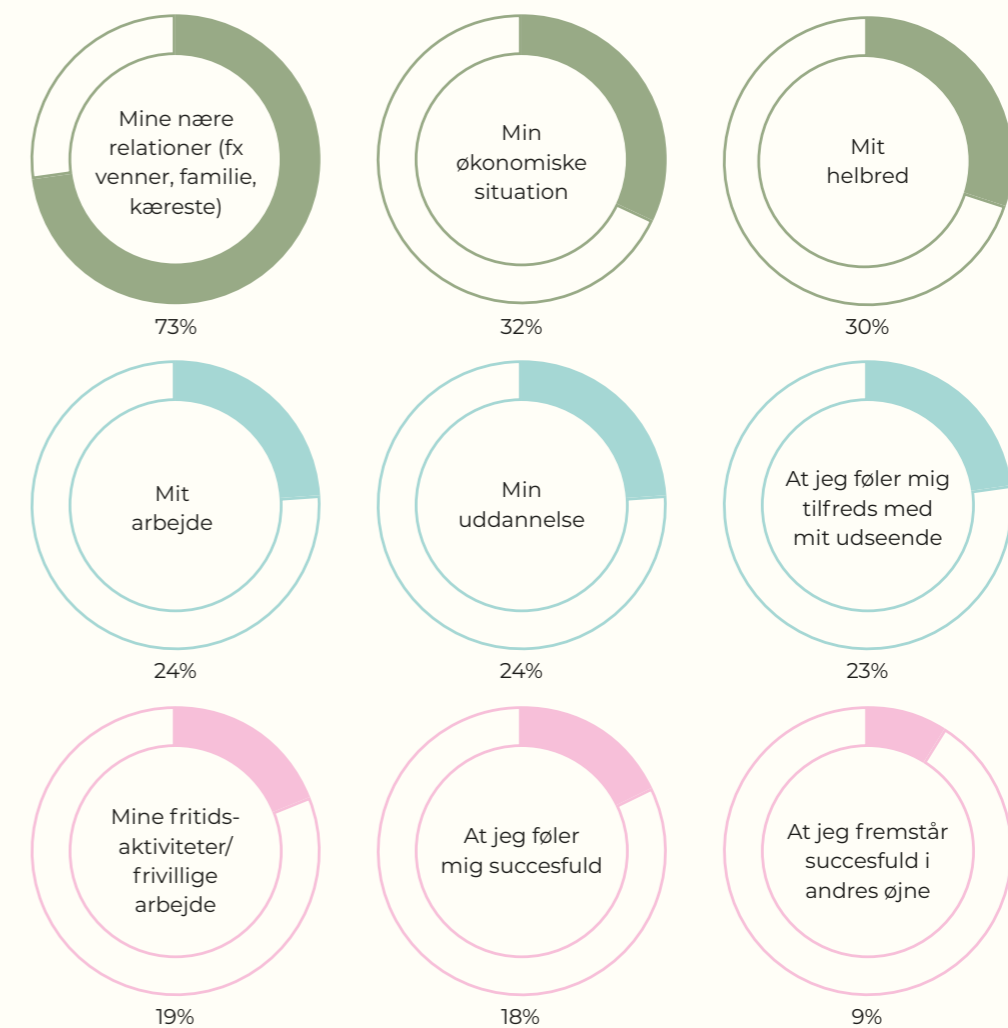 Mine nære
relationer (fx
venner, familie,
kæreste)
73%
Min
økonomiske
situation
32%
Mit
helbred
30%
Mit
arbejde
24%
Min
uddannelse
24%
At jeg føler mig
tilfreds med
mit udseende
23%
Mine fritids-
aktiviteter/
frivillige
arbejde
19%
At jeg føler
mig succesfuld
18%
At jeg fremstår
succesfuld i
andres øjne
9%